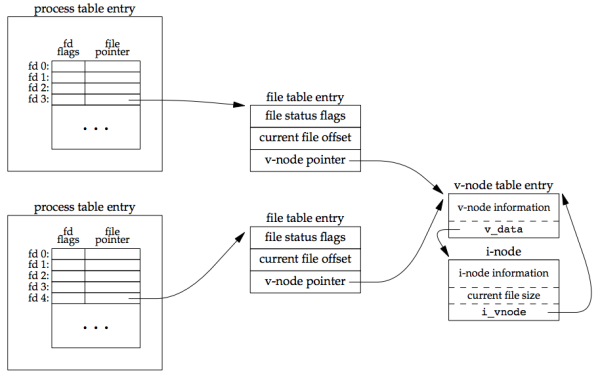 process table entry
fd file
flags pointer
fd 0:
fd 1:
fd 2:
fd 3:
• • •
file table entry
file status flags
current file offset
v-node pointer
process table entry
fd file
flags pointer
fd 0:
fd 1:
fd 2:
fd 3:
fd 4:
• • •
file table entry
file status flags
current file offset
v-node pointer
v-node table entry
v-node information
v_data
i-node
i-node information
current file size
i_vnode